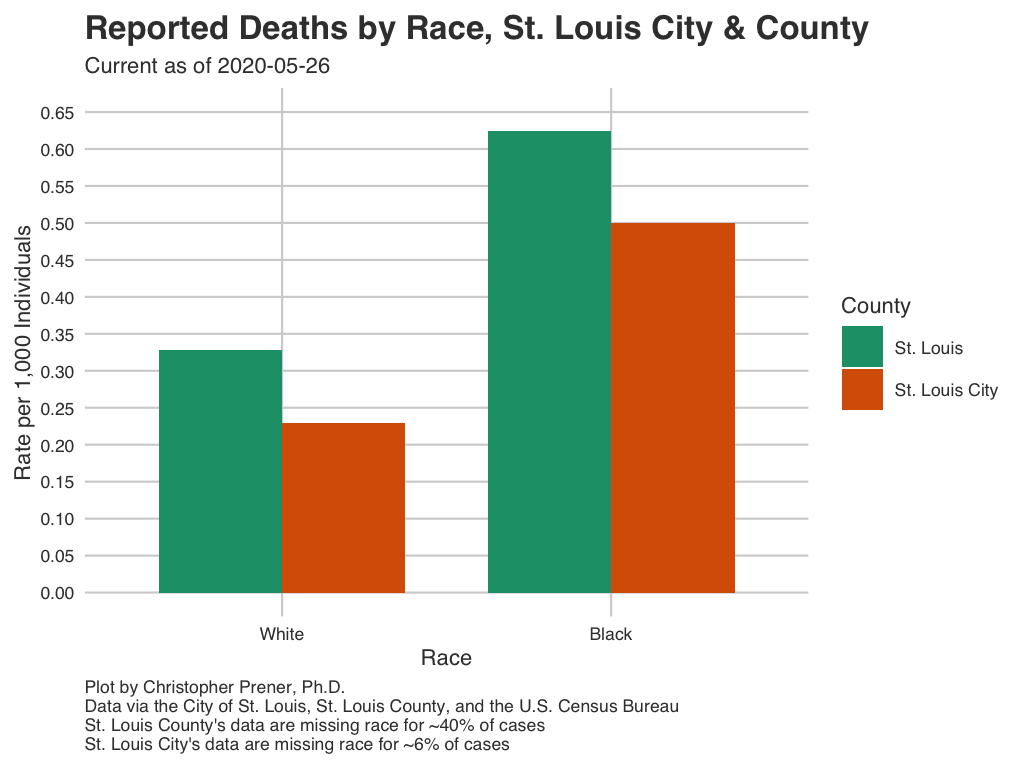 Reported Deaths by Race, St. Louis City & County
Current as of 2020-05-26
Rate per 1,000 Individuals
0.65
0.60
0.55
0.50
0.45
0.40
0.35
0.30
0.25
0.20
0.15
0.10
0.05
0.00
White
Black
Race
County
St. Louis
St. Louis City
Plot by Christopher Prener, Ph.D.
Data via the City of St. Louis, St. Louis County, and the U.S. Census Bureau
St. Louis County's data are missing race for ~40% of cases
St. Louis City's data are missing race for ~6% of cases